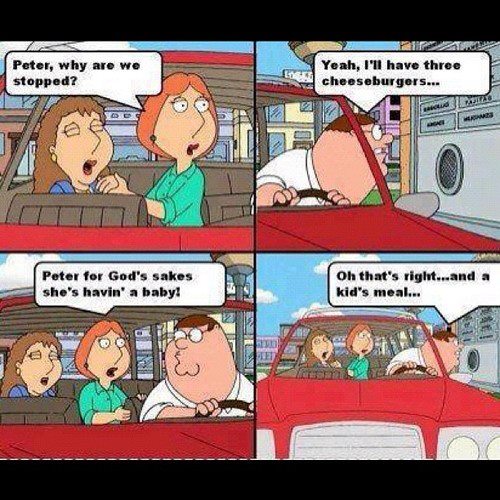 Peter, why are we
stopped?
Yeah, I'll have three
cheeseburgers...
Peter for God's sakes
she's havin' a baby!
Oh that's right...and a
kid's meal...